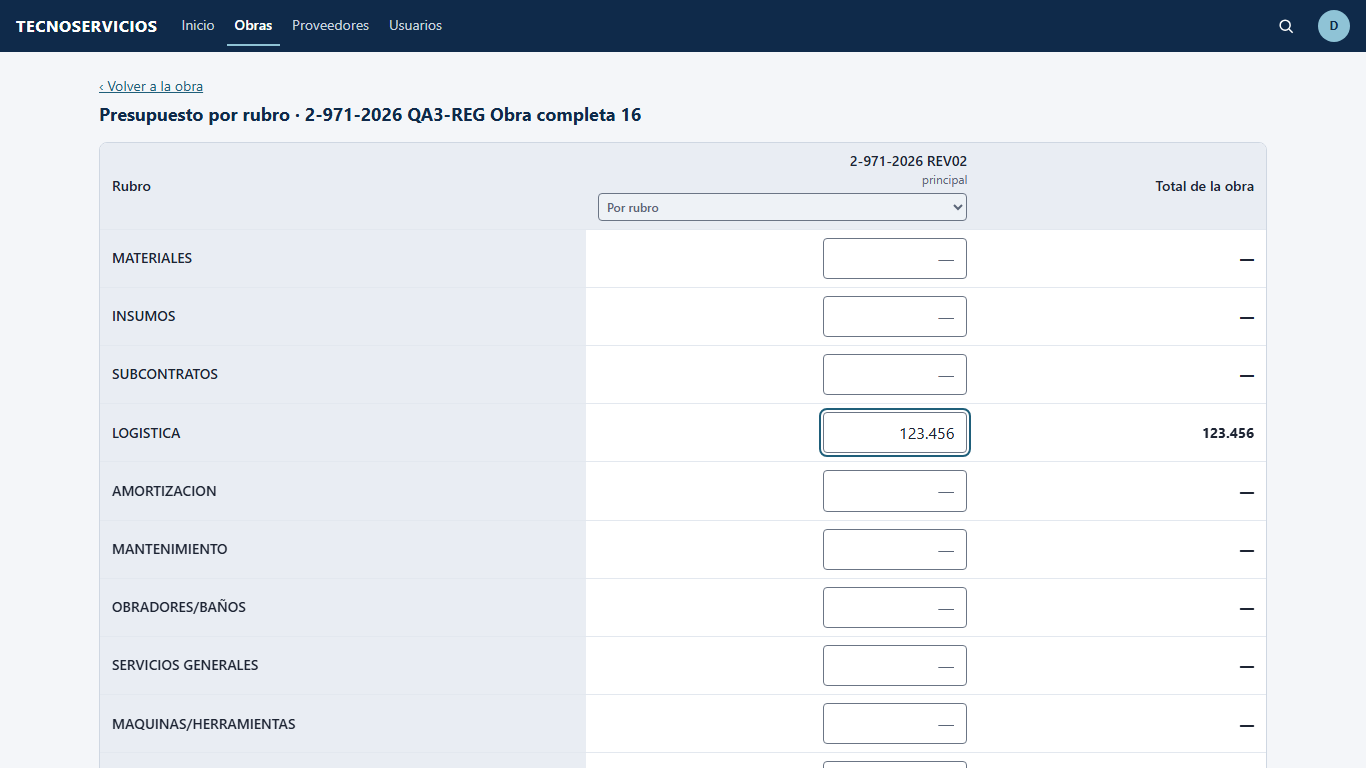 TECNOSERVICIOS Inicio Obras Proveedores Usuarios D
‹ Volver a la obra
Presupuesto por rubro · 2-971-2026 QA3-REG Obra completa 16
Rubro
2-971-2026 REV02
principal
Por rubro
Total de la obra
MATERIALES — —
INSUMOS — —
SUBCONTRATOS — —
LOGISTICA 123.456 123.456
AMORTIZACION — —
MANTENIMIENTO — —
OBRADORES/BAÑOS — —
SERVICIOS GENERALES — —
MAQUINAS/HERRAMIENTAS — —